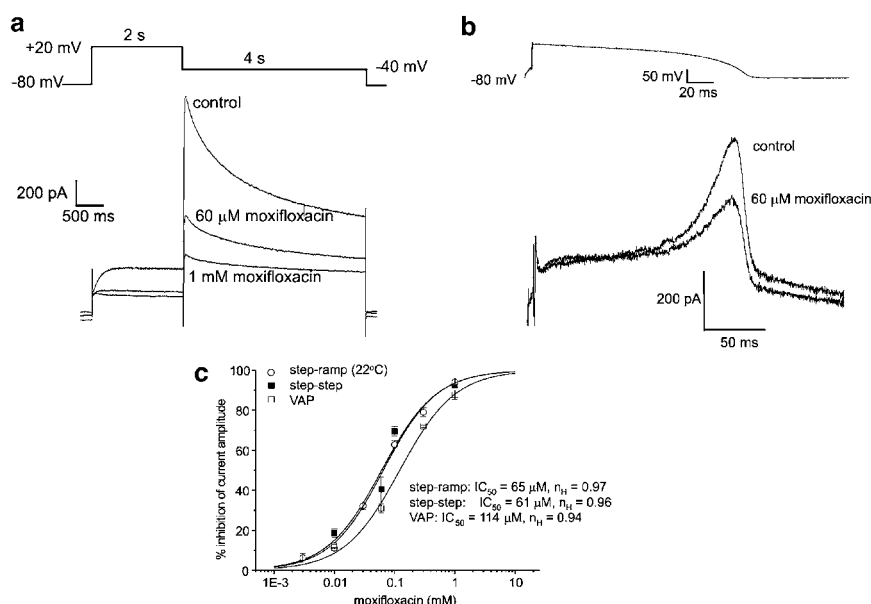 a
2 s
+20 mV
4 s
-40 mV
-80 mV
control
200 pA
500 ms
60 µM moxifloxacin
1 mM moxifloxacin
b
-80 mV
50 mV
20 ms
control
60 µM moxifloxacin
200 pA
50 ms
c
step-ramp (22°C)
step-step
VAP
% inhibition of current amplitude
100
80
60
40
20
0
step-ramp: IC50 = 65 µM, nH = 0.97
step-step: IC50 = 61 µM, nH = 0.96
VAP: IC50 = 114 µM, nH = 0.94
1E-3 0.01 0.1 1 10
moxifloxacin (mM)